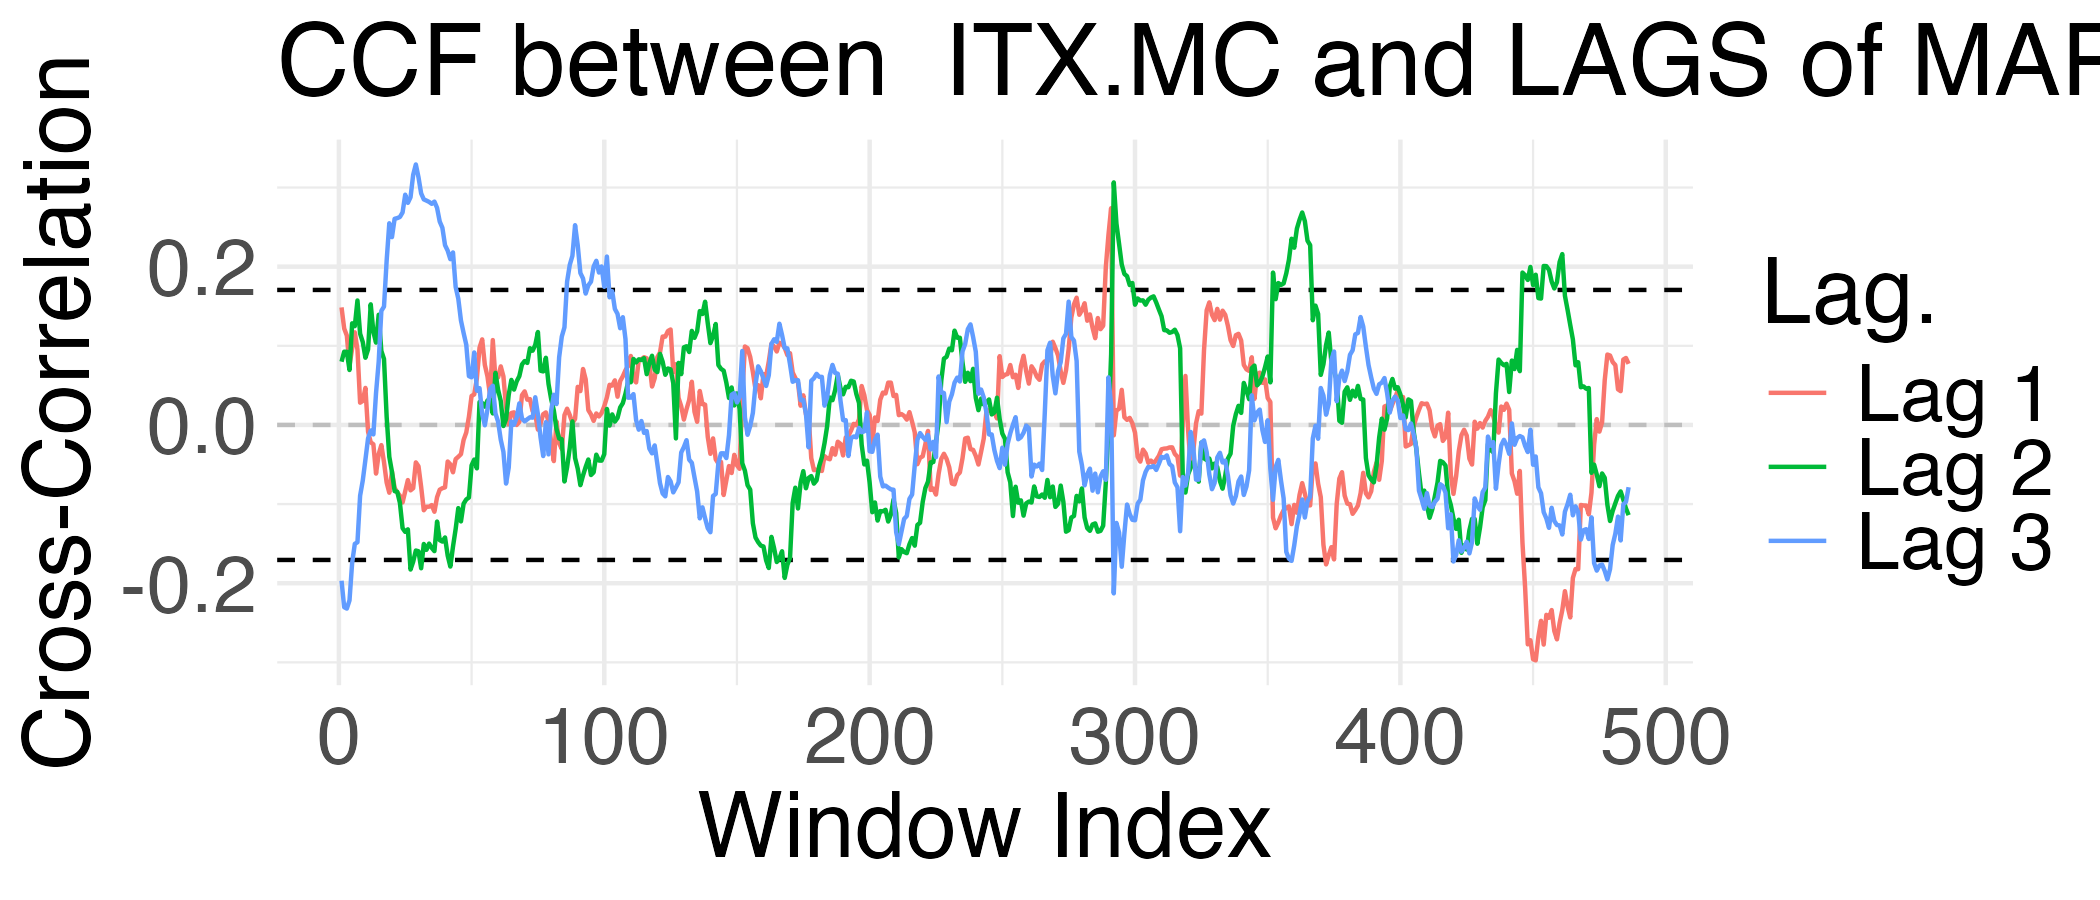 CCF between  ITX.MC and LAGS of
Cross-Correlation
0.2
0.0
-0.2
0
100
200
300
400
500
Window Index
Lag.
Lag 1
Lag 2
Lag 3